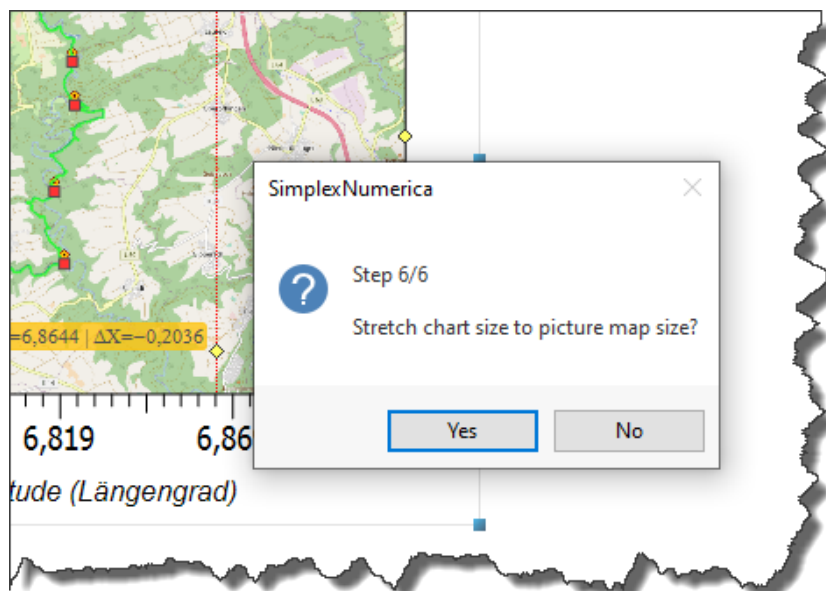 SimplexNumerica
Step 6/6
Stretch chart size to picture map size?
=6,8644 | ΔX=−0,2036
Yes
No
6,819
6,86
tude (Längengrad)